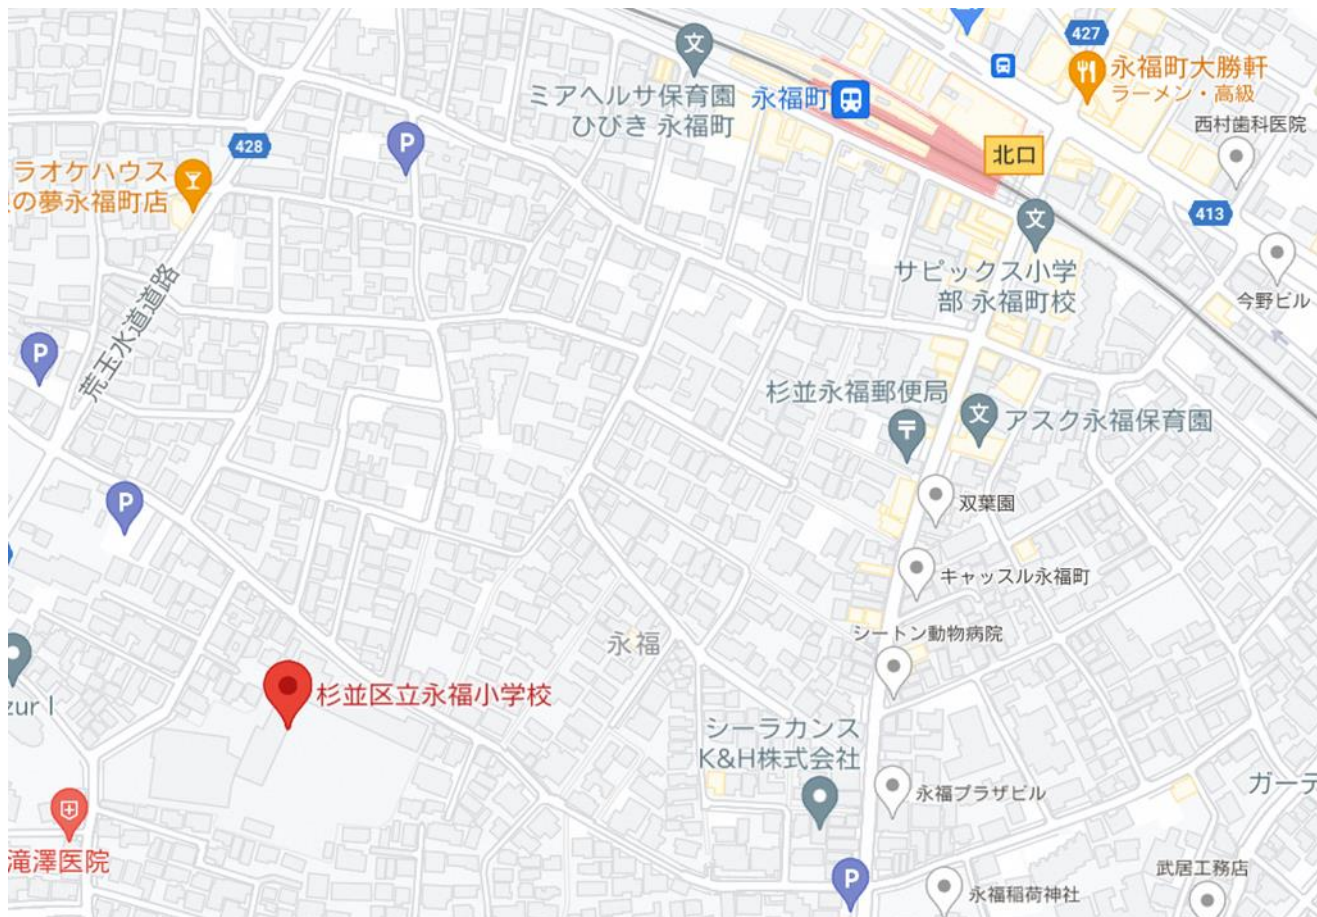 427
永福町大勝軒
ラーメン・高級
ミアヘルサ保育園
ひびき 永福町
永福町
西村歯科医院
北口
428
P
ラオケハウス
の夢永福町店
413
サピックス小学
部 永福町校
今野ビル
荒玉水道道路
P
杉並永福郵便局
アスク永福保育園
P
双葉園
キャッスル永福町
シートン動物病院
永福
杉並区立永福小学校
zur I
シーラカンス
K&H株式会社
永福プラザビル
ガーデ
滝澤医院
P
武居工務店
永福稲荷神社
文
文
文